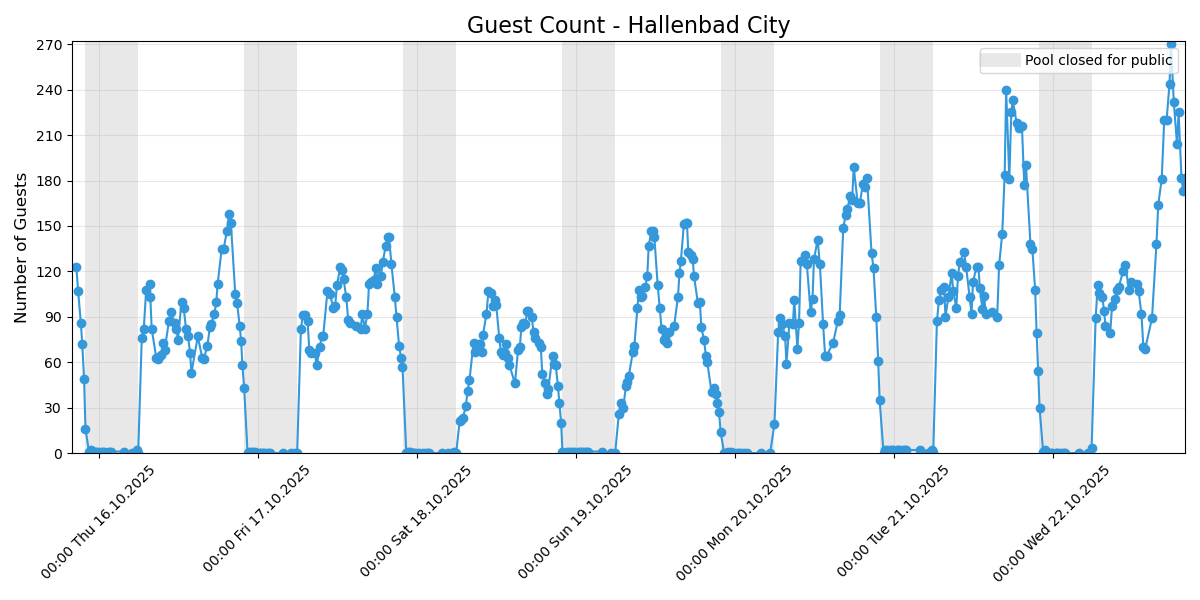 Guest Count - Hallenbad City
Pool closed for public
Number of Guests
270
240
210
180
150
120
90
60
30
0
00:00 Thu 16.10.2025
00:00 Fri 17.10.2025
00:00 Sat 18.10.2025
00:00 Sun 19.10.2025
00:00 Mon 20.10.2025
00:00 Tue 21.10.2025
00:00 Wed 22.10.2025